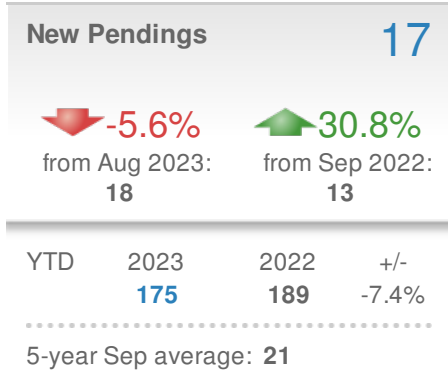 New Pendings 17
-5.6% 30.8%
from Aug 2023: from Sep 2022:
18 13
YTD 2023 2022 +/-
175 189 -7.4%
5-year Sep average: 21